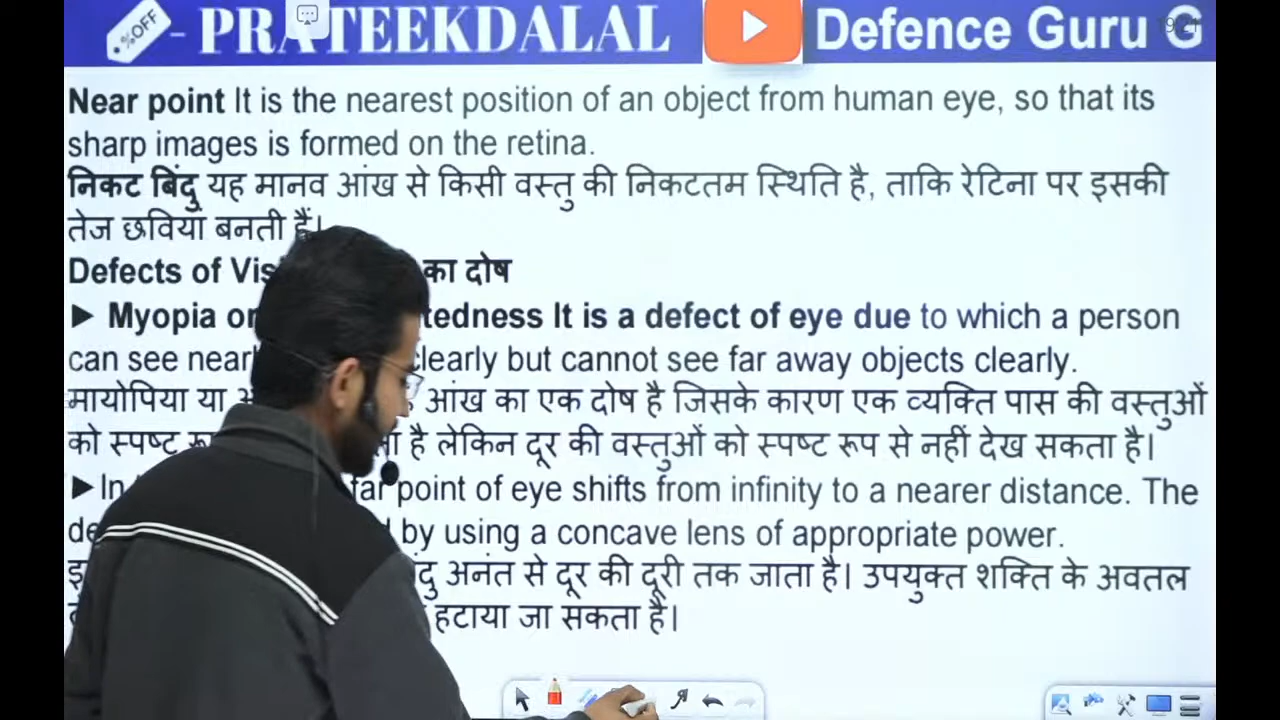 %OFF - PRATEEKDALAL Defence Guru G
Near point It is the nearest position of an object from human eye, so that its
sharp images is formed on the retina.
निकट बिंदु यह मानव आंख से किसी वस्तु की निकटतम स्थिति है, ताकि रेटिना पर इसकी
तेज छवियां बनती हैं।
Defects of का दोष
► Myopia or It is a defect of eye due to which a person
can see clearly but cannot see far away objects clearly.
मायोपिया या आंख का एक दोष है जिसके कारण एक व्यक्ति पास की वस्तुओं
को स्पष्ट है लेकिन दूर की वस्तुओं को स्पष्ट रूप से नहीं देख सकता है।
►In far point of eye shifts from infinity to a nearer distance. The
by using a concave lens of appropriate power.
अनंत से दूर की दूरी तक जाता है। उपयुक्त शक्ति के अवतल
हटाया जा सकता है।